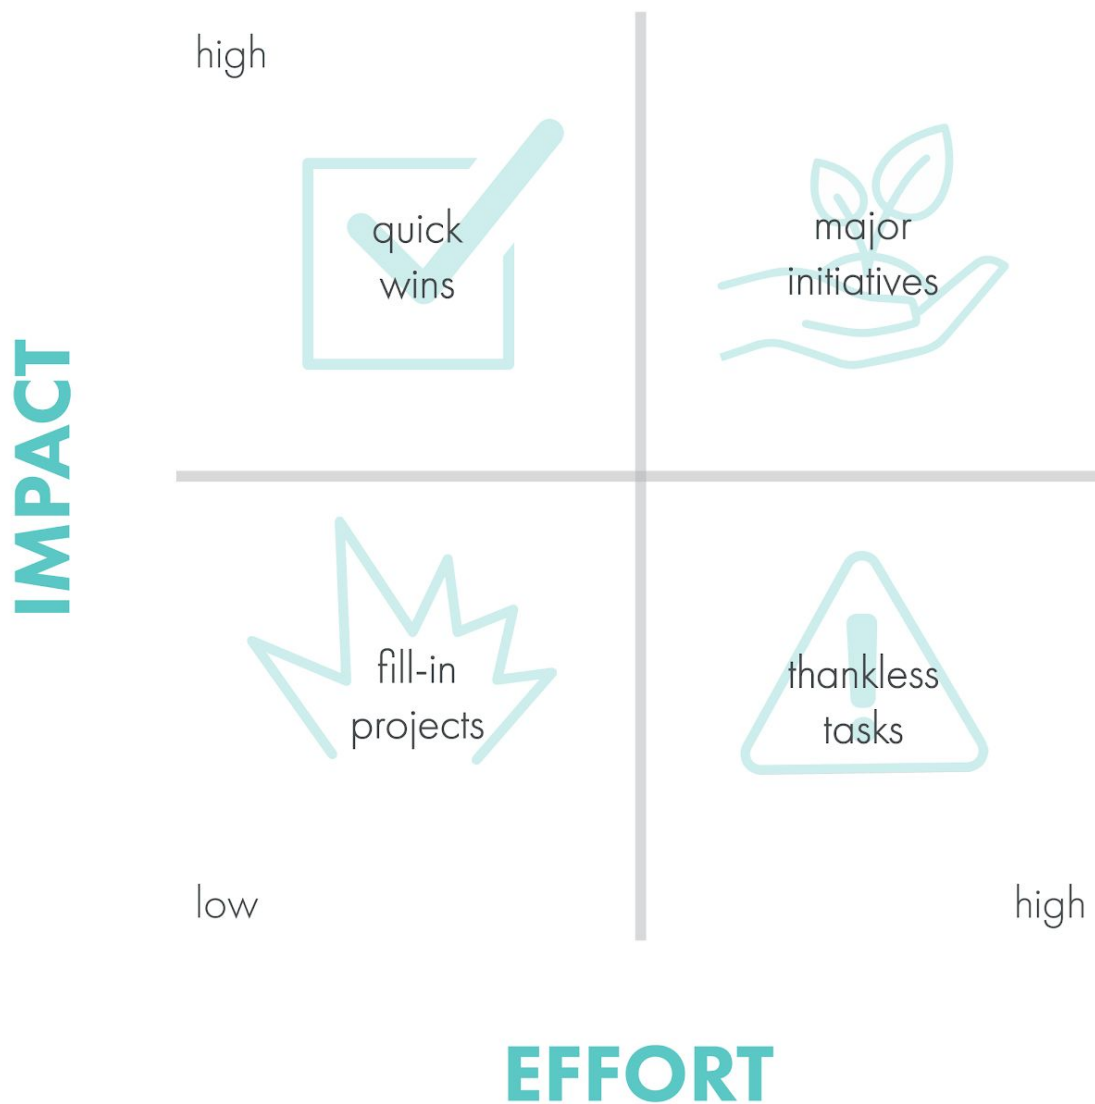 high
quick
wins
major
initiatives
IMPACT
fill-in
projects
thankless
tasks
low
high
EFFORT